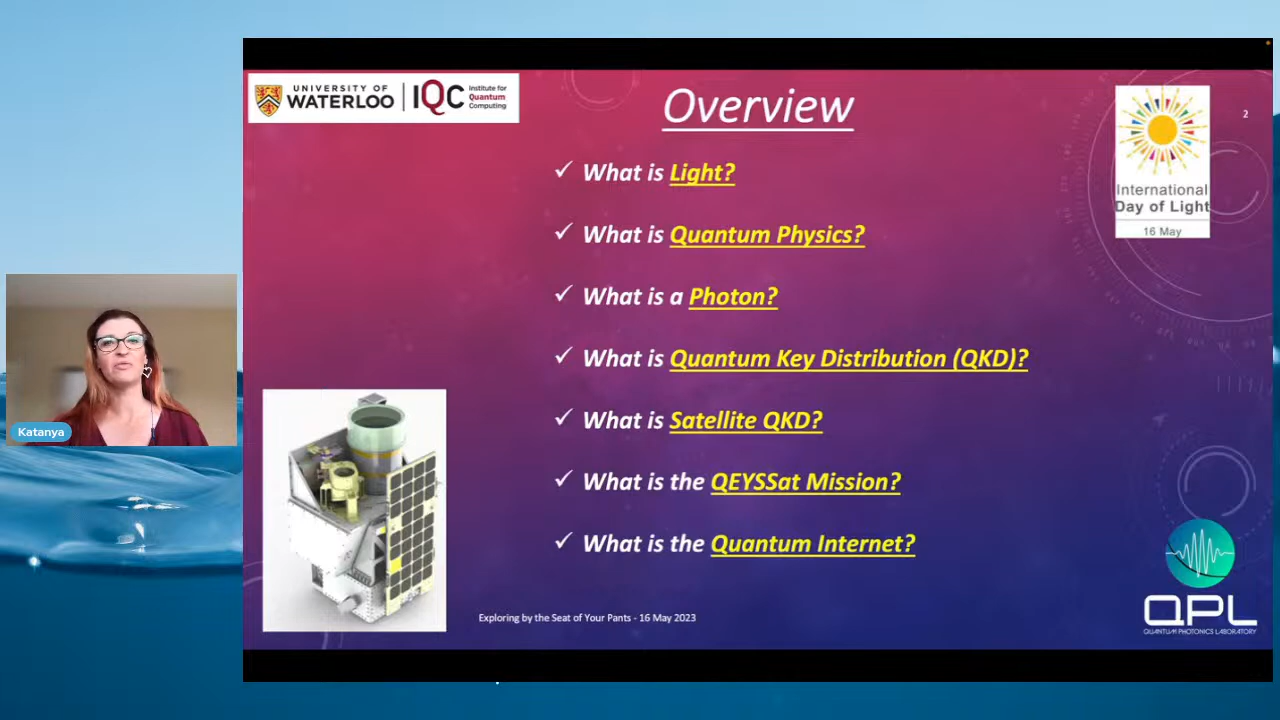 UNIVERSITY OF
WATERLOO
IQC
Institute for
Quantum
Computing
Overview
2
International
Day of Light
16 May
What is Light?
What is Quantum Physics?
What is a Photon?
What is Quantum Key Distribution (QKD)?
What is Satellite QKD?
What is the QEYSSat Mission?
What is the Quantum Internet?
Katanya
Exploring by the Seat of Your Pants - 16 May 2023
QPL
QUANTUM PHOTONICS LABORATORY